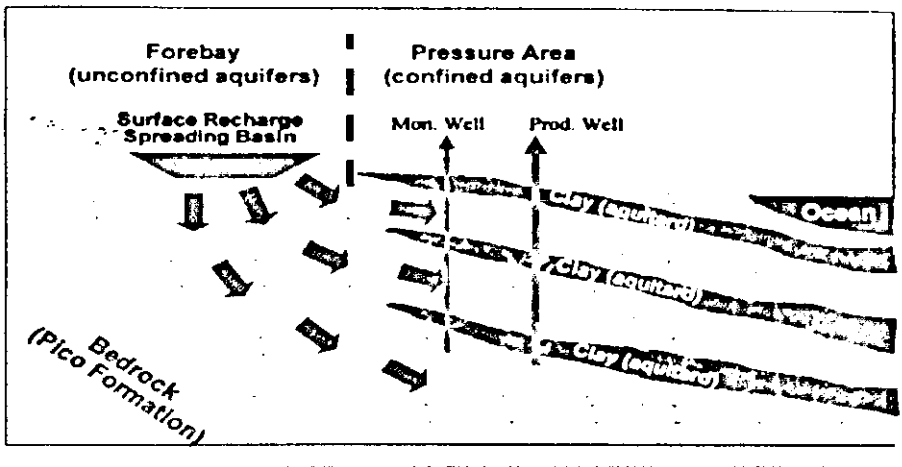 Forebay
(unconfined aquifers)
Pressure Area
(confined aquifers)
Surface Recharge
Spreading Basin
Mon. Well
Prod. Well
Clay (aquitard)
Ocean
Clay (aquitard)
Clay (aquitard)
Bedrock
(Pico Formation)